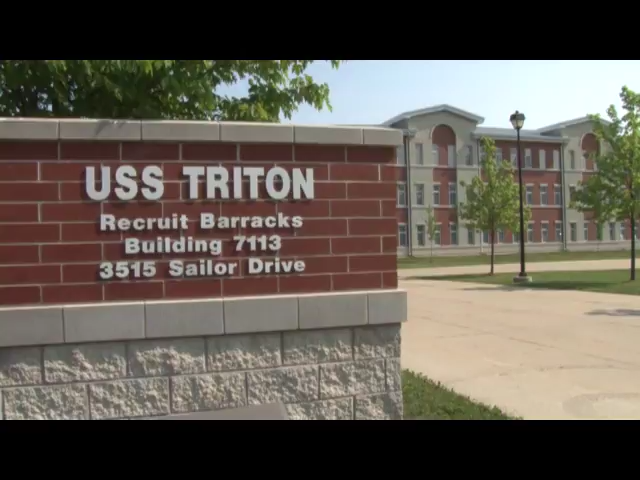 USS TRITON
Recruit Barracks
Building 7113
3515 Sailor Drive